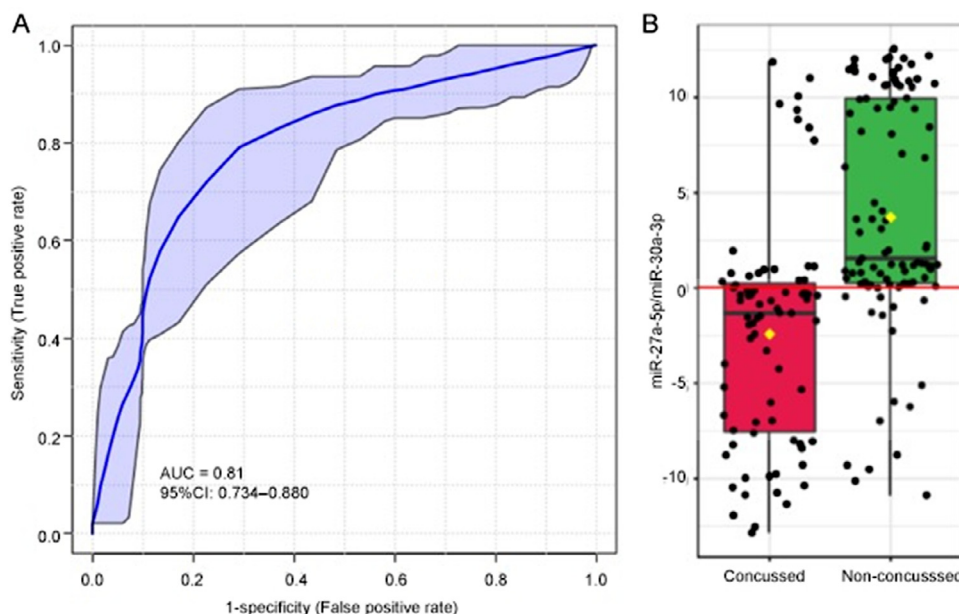 A
1.0
0.8
0.6
0.4
0.2
0.0
Sensitivity (True positive rate)
AUC = 0.81
95%CI: 0.734–0.880
0.0 0.2 0.4 0.6 0.8 1.0
1-specificity (False positive rate)
B
10
5
0
-5
-10
miR-27a-5p/miR-30a-3p
Concussed Non-concusssed